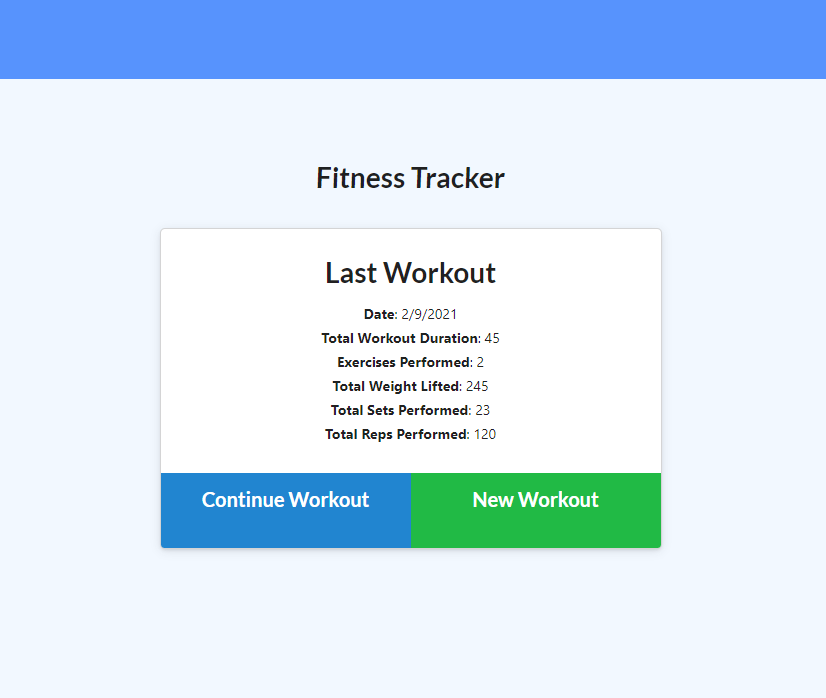 Fitness Tracker
Last Workout
Date: 2/9/2021
Total Workout Duration: 45
Exercises Performed: 2
Total Weight Lifted: 245
Total Sets Performed: 23
Total Reps Performed: 120
Continue Workout
New Workout